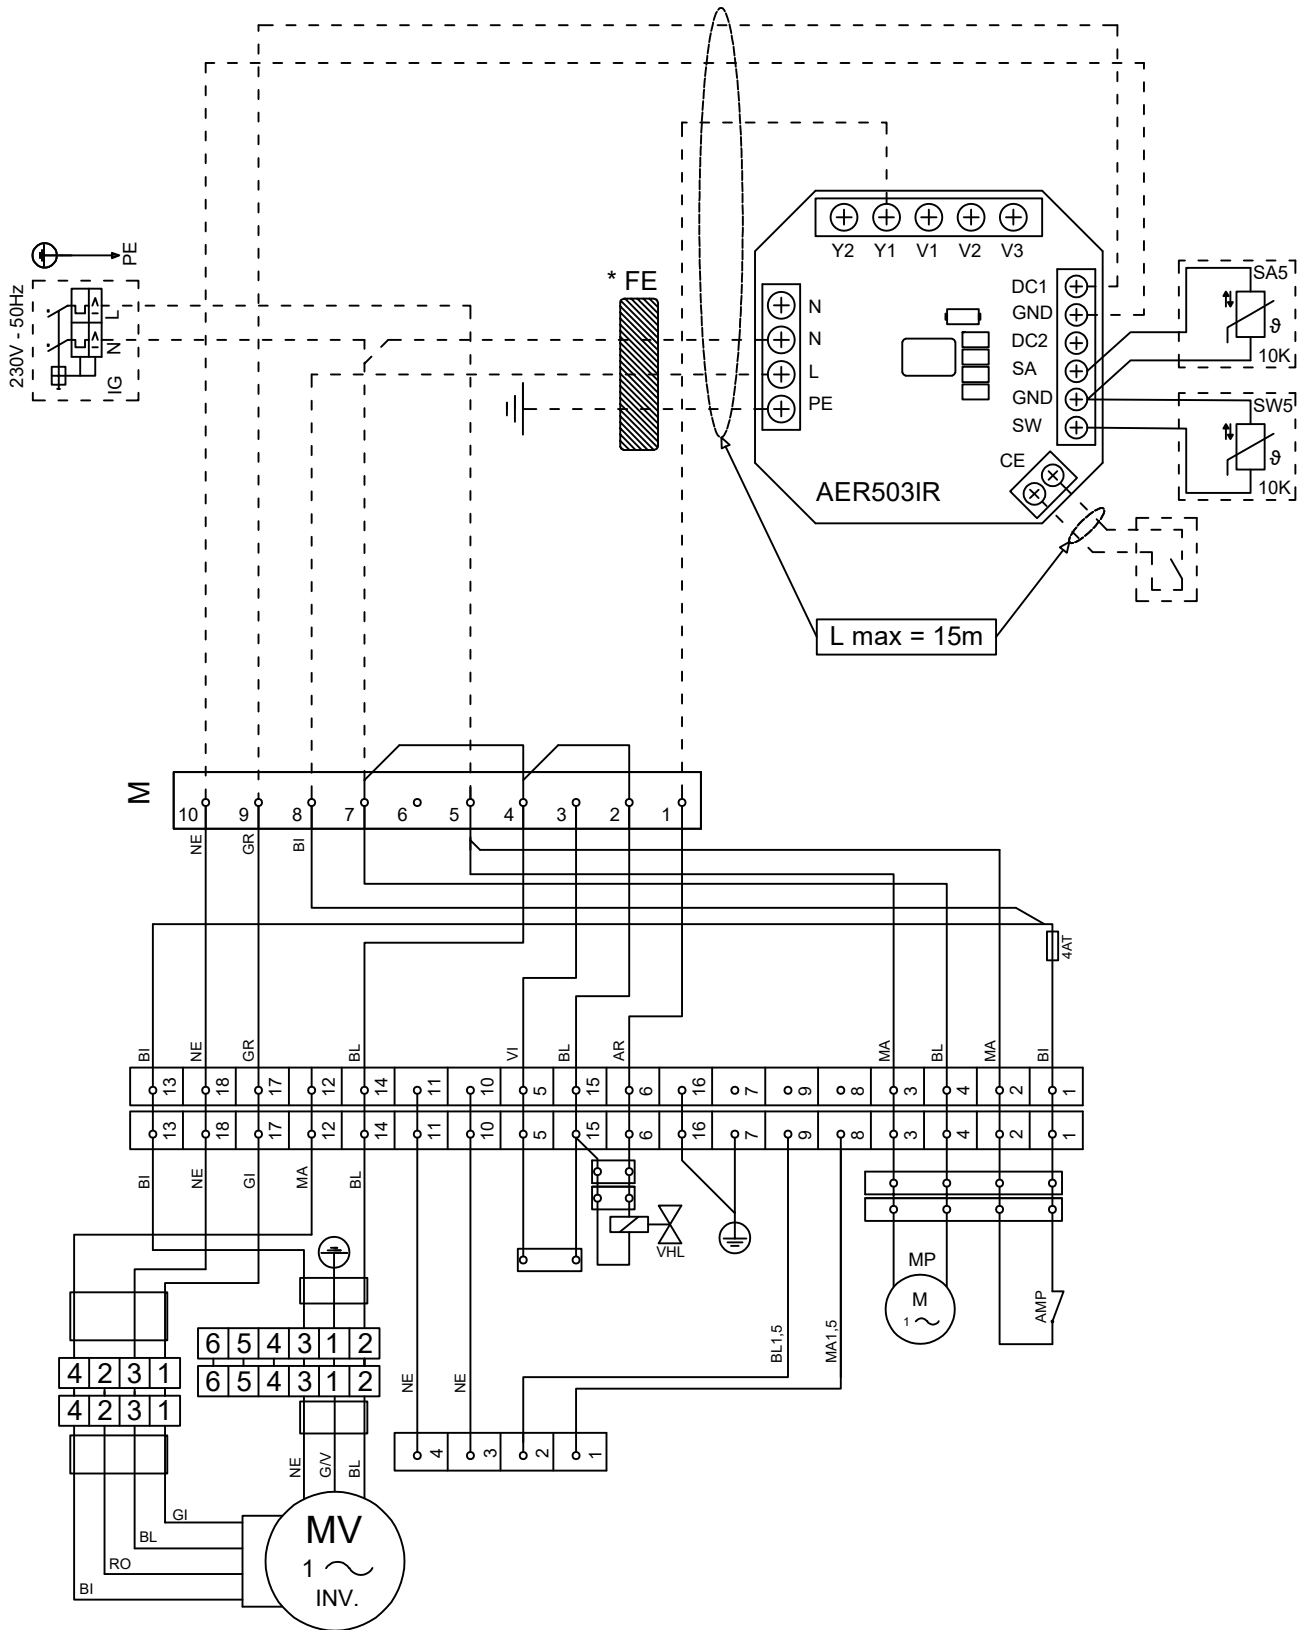 PE
230V - 50Hz
L
N
IG
* FE
Y2 Y1 V1 V2 V3
N
N
L
PE
DC1
GND
DC2
SA
GND
SW
CE
AER503IR
SA5
ϑ
10K
SW5
ϑ
10K
L max = 15m
M
10 9 8 7 6 5 4 3 2 1
NE GR BI
4AT
BI NE GR BL VI BL AR MA BL MA BI
13 18 17 12 14 11 10 5 15 6 16 7 9 8 3 4 2 1
13 18 17 12 14 11 10 5 15 6 16 7 9 8 3 4 2 1
BI NE GI MA BL
VHL
MP
M
1
AMP
BL1,5
MA1,5
6 5 4 3 1 2
6 5 4 3 1 2
4 2 3 1
4 2 3 1
NE NE
4 3 2 1
NE G/V BL
GI
BL
RO
BI
MV
1
INV.